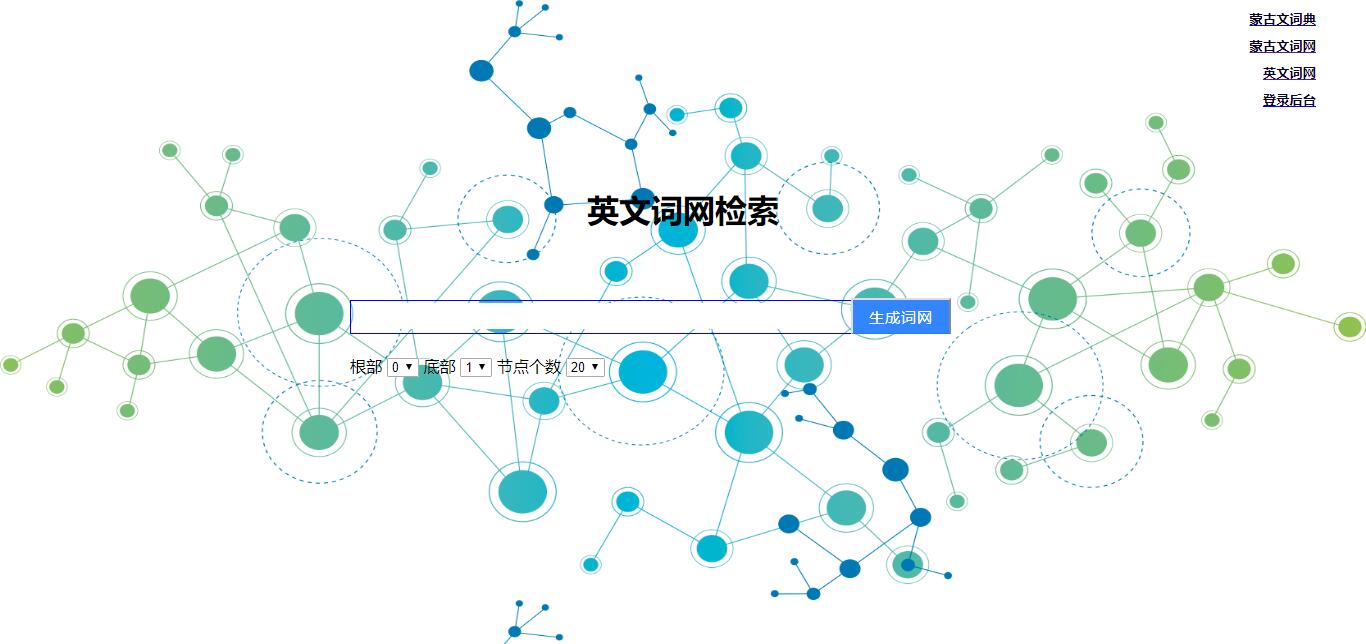 蒙古文词典
蒙古文词网
英文词网
登录后台
英文词网检索
生成词网
根部 0 底部 1 节点个数 20